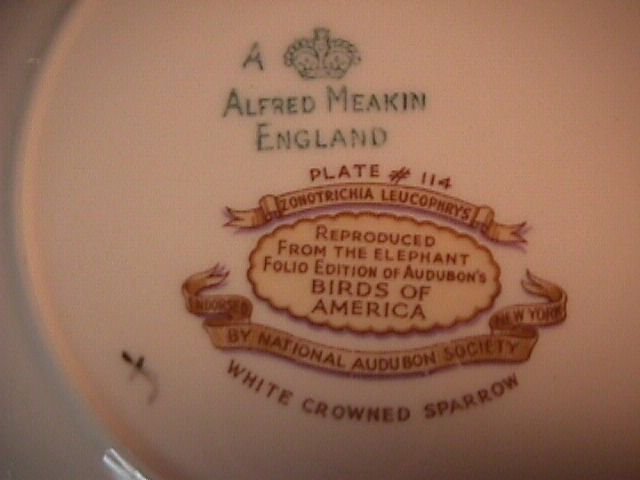 A
ALFRED MEAKIN
ENGLAND
PLATE # 114
ZONOTRICHIA LEUCOPHRYS
REPRODUCED
FROM THE ELEPHANT
FOLIO EDITION OF AUDUBON'S
BIRDS OF
AMERICA
ENDORSED
BY NATIONAL AUDUBON SOCIETY
NEW YORK
WHITE CROWNED SPARROW